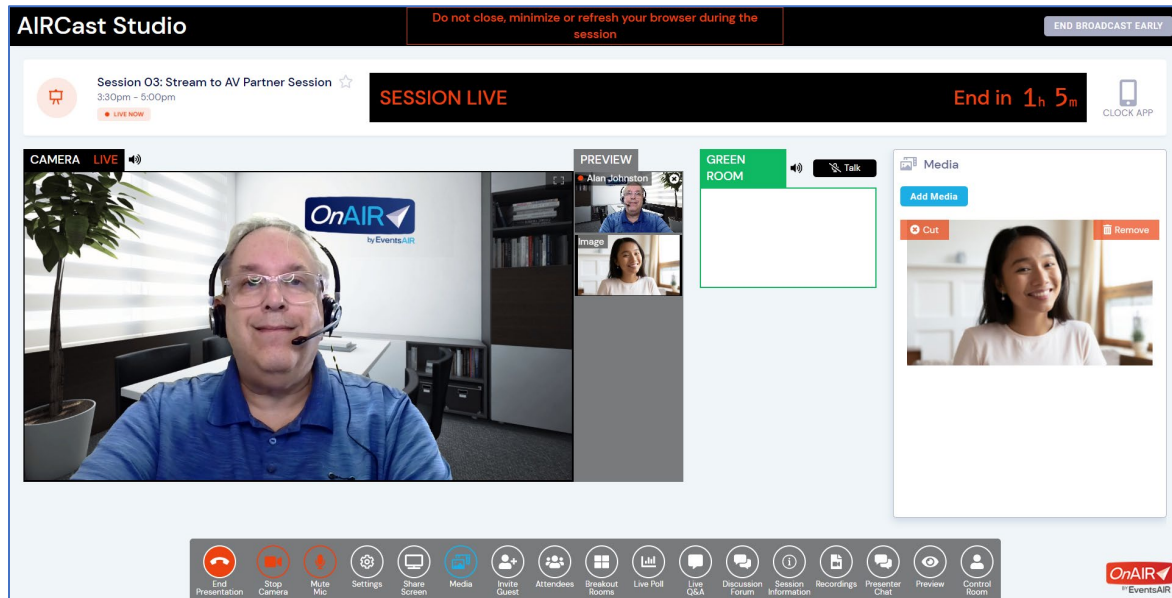 AIRCast Studio
Do not close, minimize or refresh your browser during the
session
END BROADCAST EARLY
Session 03: Stream to AV Partner Session
3:30pm - 5:00pm
LIVE NOW
SESSION LIVE
End in 1h 5m
CLOCK APP
CAMERA LIVE
OnAIR
by EventsAIR
PREVIEW
Alan Johnston
Image
GREEN
ROOM
Talk
Media
Add Media
Cut
Remove
End
Presentation
Stop
Camera
Mute
Mic
Settings
Share
Screen
Media
Invite
Guest
Attendees
Breakout
Rooms
Live Poll
Live
Q&A
Discussion
Forum
Session
Information
Recordings
Presenter
Chat
Preview
Control
Room
OnAIR
BY EventsAIR